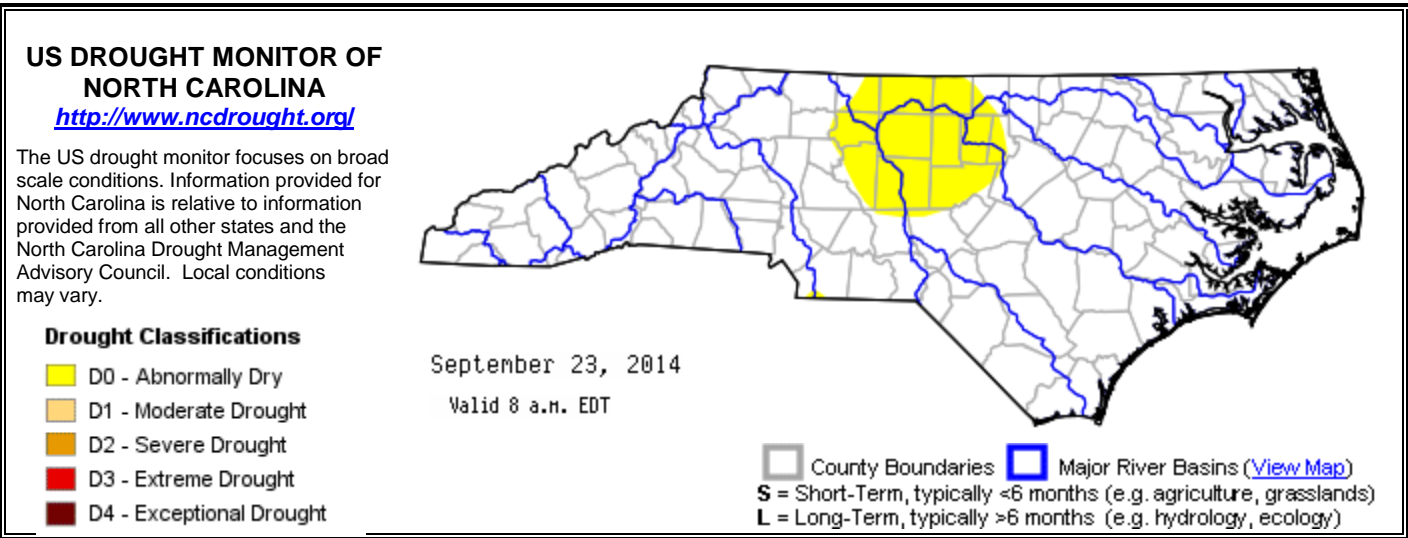 US DROUGHT MONITOR OF
NORTH CAROLINA
http://www.ncdrought.org/
The US drought monitor focuses on broad
scale conditions. Information provided for
North Carolina is relative to information
provided from all other states and the
North Carolina Drought Management
Advisory Council.  Local conditions
may vary.
Drought Classifications
D0 - Abnormally Dry
D1 - Moderate Drought
D2 - Severe Drought
D3 - Extreme Drought
D4 - Exceptional Drought
September 23, 2014
Valid 8 a.m. EDT
County Boundaries Major River Basins (View Map)
S = Short-Term, typically <6 months (e.g. agriculture, grasslands)
L = Long-Term, typically >6 months (e.g. hydrology, ecology)